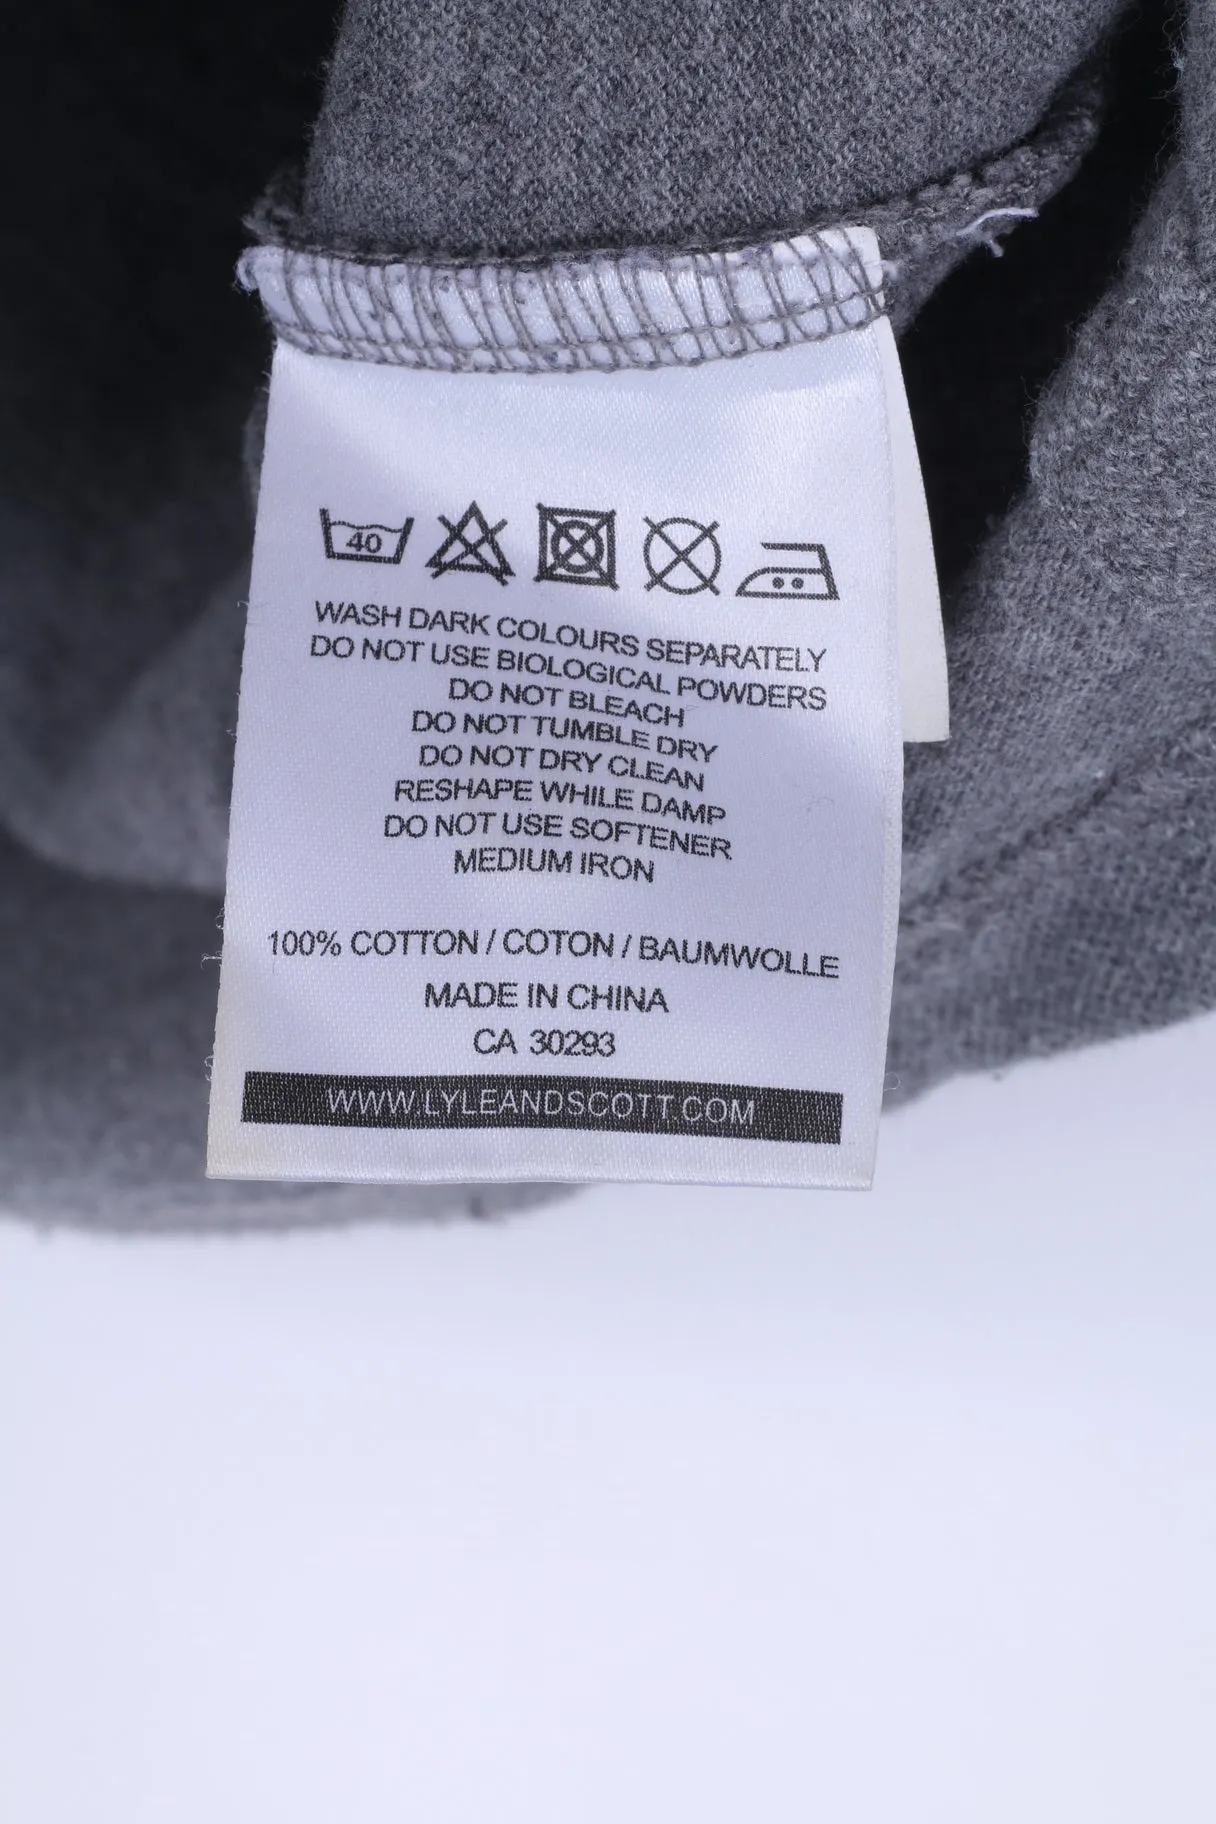 40
WASH DARK COLOURS SEPARATELY
DO NOT USE BIOLOGICAL POWDERS
DO NOT BLEACH
DO NOT TUMBLE DRY
DO NOT DRY CLEAN
RESHAPE WHILE DAMP
DO NOT USE SOFTENER
MEDIUM IRON
100% COTTON / COTON / BAUMWOLLE
MADE IN CHINA
CA 30293
WWW.LYLEANDSCOTT.COM